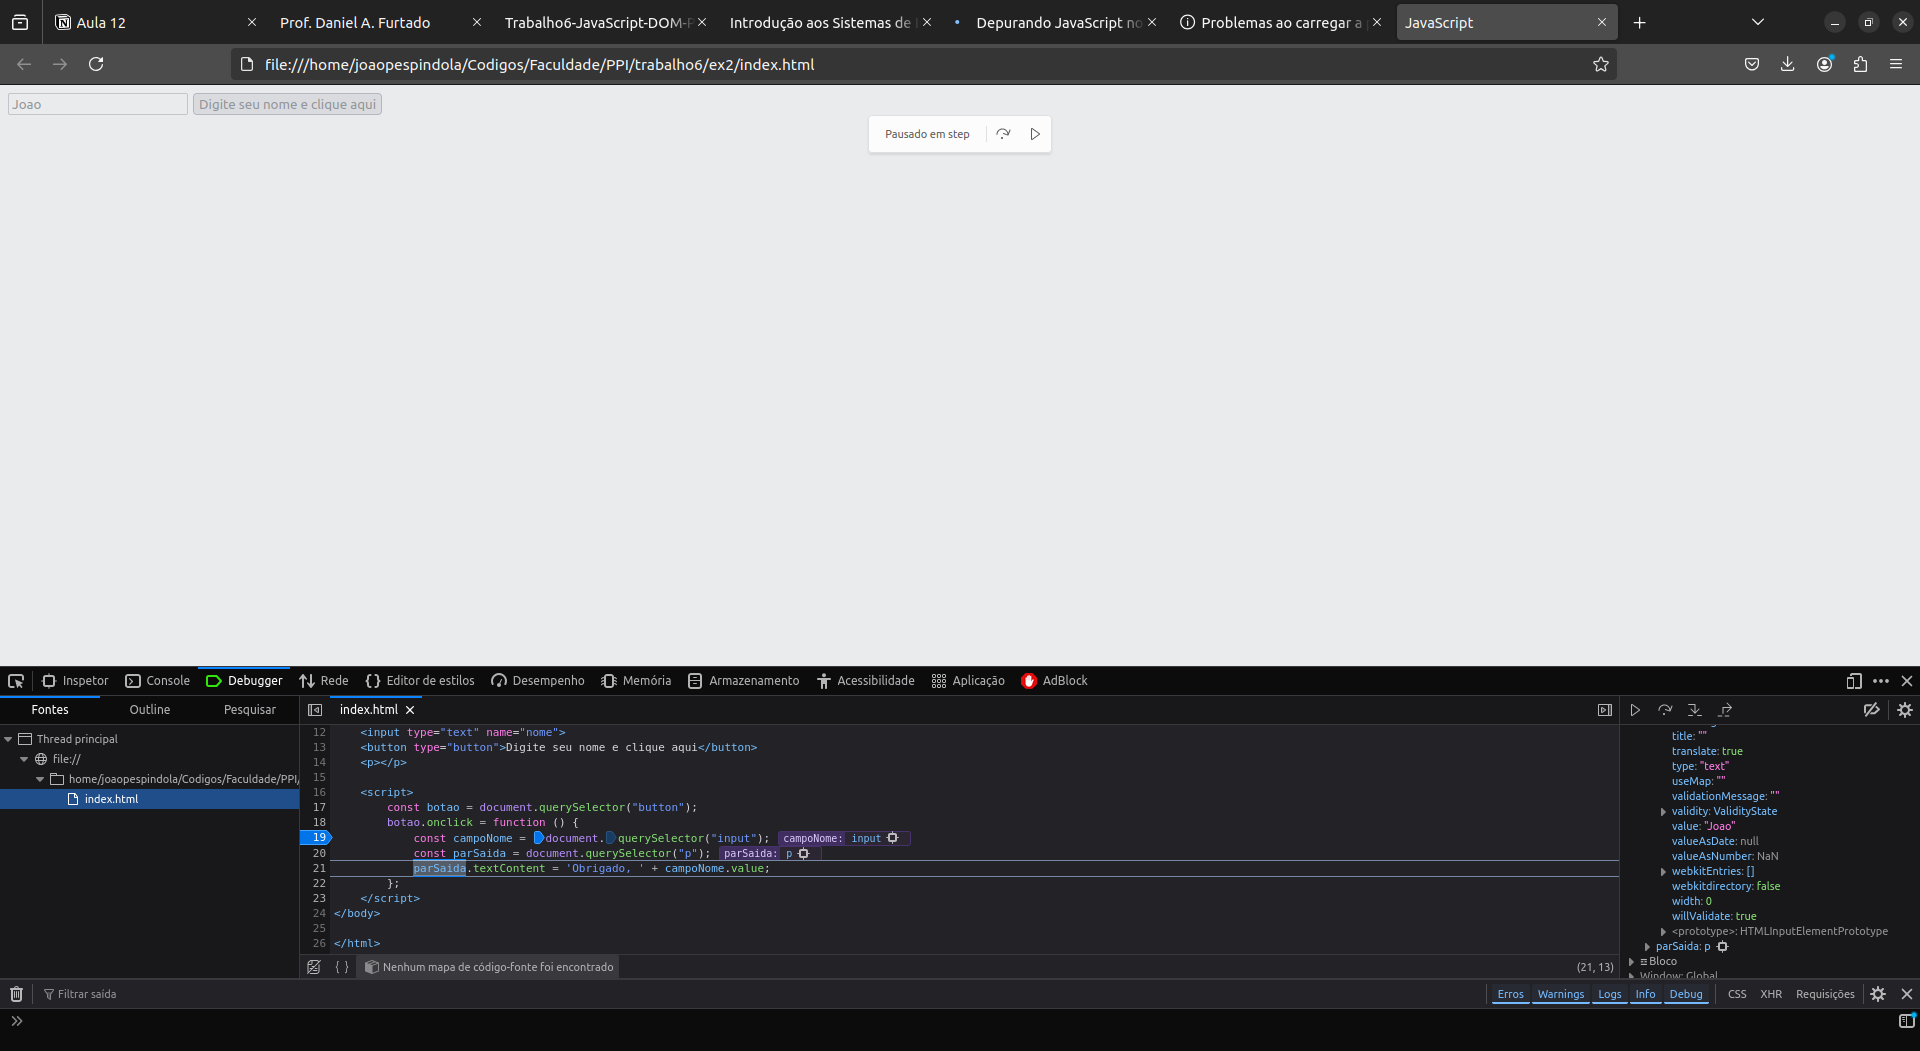 Aula 12
Prof. Daniel A. Furtado
Trabalho6-JavaScript-DOM-P
Introdução aos Sistemas de
Depurando JavaScript no
Problemas ao carregar a
JavaScript
file:///home/joaopespindola/Codigos/Faculdade/PPI/trabalho6/ex2/index.html
Joao
Digite seu nome e clique aqui
Pausado em step
Inspetor
Console
Debugger
Rede
Editor de estilos
Desempenho
Memória
Armazenamento
Acessibilidade
Aplicação
AdBlock
Fontes
Outline
Pesquisar
Thread principal
file://
home/joaopespindola/Codigos/Faculdade/PPI/
index.html
index.html
12 <input type="text" name="nome">
13 <button type="button">Digite seu nome e clique aqui</button>
14 <p></p>
15
16 <script>
17 const botao = document.querySelector("button");
18 botao.onclick = function () {
19 const campoNome = document.querySelector("input"); campoNome: input
20 const parSaida = document.querySelector("p"); parSaida: p
21 parSaida.textContent = 'Obrigado, ' + campoNome.value;
22 };
23 </script>
24 </body>
25
26 </html>
Nenhum mapa de código-fonte foi encontrado
(21, 13)
title: ""
translate: true
type: "text"
useMap: ""
validationMessage: ""
validity: ValidityState
value: "Joao"
valueAsDate: null
valueAsNumber: NaN
webkitEntries: []
webkitdirectory: false
width: 0
willValidate: true
<prototype>: HTMLInputElementPrototype
parSaida: p
Bloco
Window: Global
Filtrar saída
Erros
Warnings
Logs
Info
Debug
CSS
XHR
Requisições